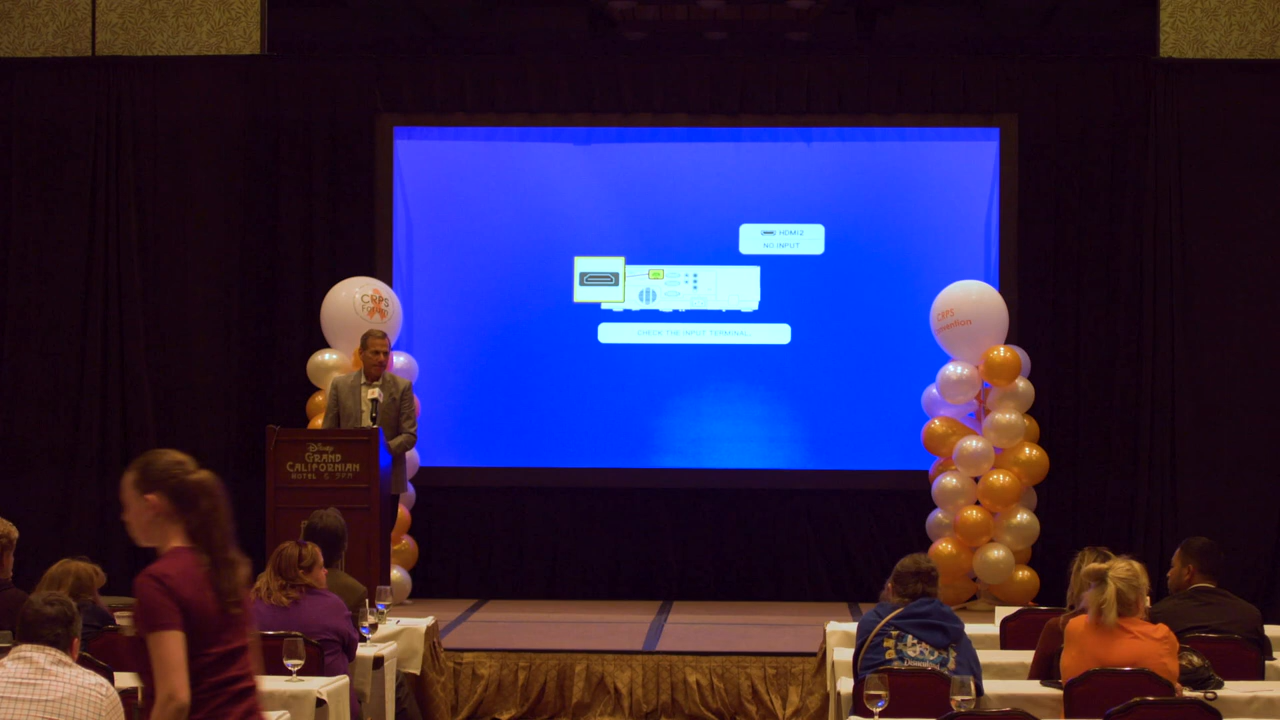 HDMI2
NO INPUT
CHECK THE INPUT TERMINAL.
CRPS
Forum
CRPS
Convention
Disney
GRAND
CALIFORNIAN
HOTEL & SPA